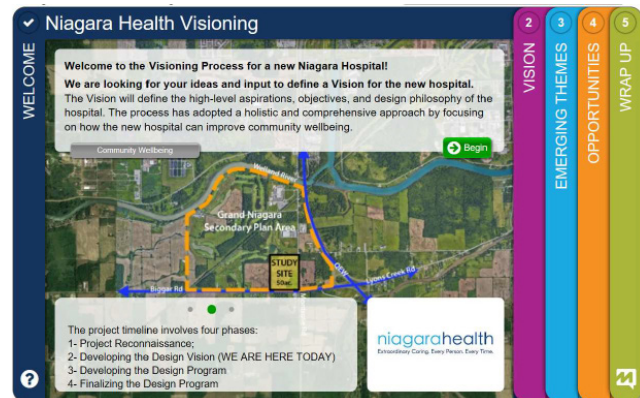 Niagara Health Visioning
WELCOME
Welcome to the Visioning Process for a new Niagara Hospital!
We are looking for your ideas and input to define a Vision for the new hospital.
The Vision will define the high-level aspirations, objectives, and design philosophy of the
hospital. The process has adopted a holistic and comprehensive approach by focusing
on how the new hospital can improve community wellbeing.
Community Wellbeing
Begin
Welland River
Grand Niagara
Secondary Plan Area
STUDY
SITE
50ac.
QEW
Biggar Rd
Lyons Creek Rd
The project timeline involves four phases:
1- Project Reconnaissance;
2- Developing the Design Vision (WE ARE HERE TODAY)
3- Developing the Design Program
4- Finalizing the Design Program
niagarahealth
Extraordinary Caring. Every Person. Every Time.
?
2
VISION
3
EMERGING THEMES
4
OPPORTUNITIES
5
WRAP UP